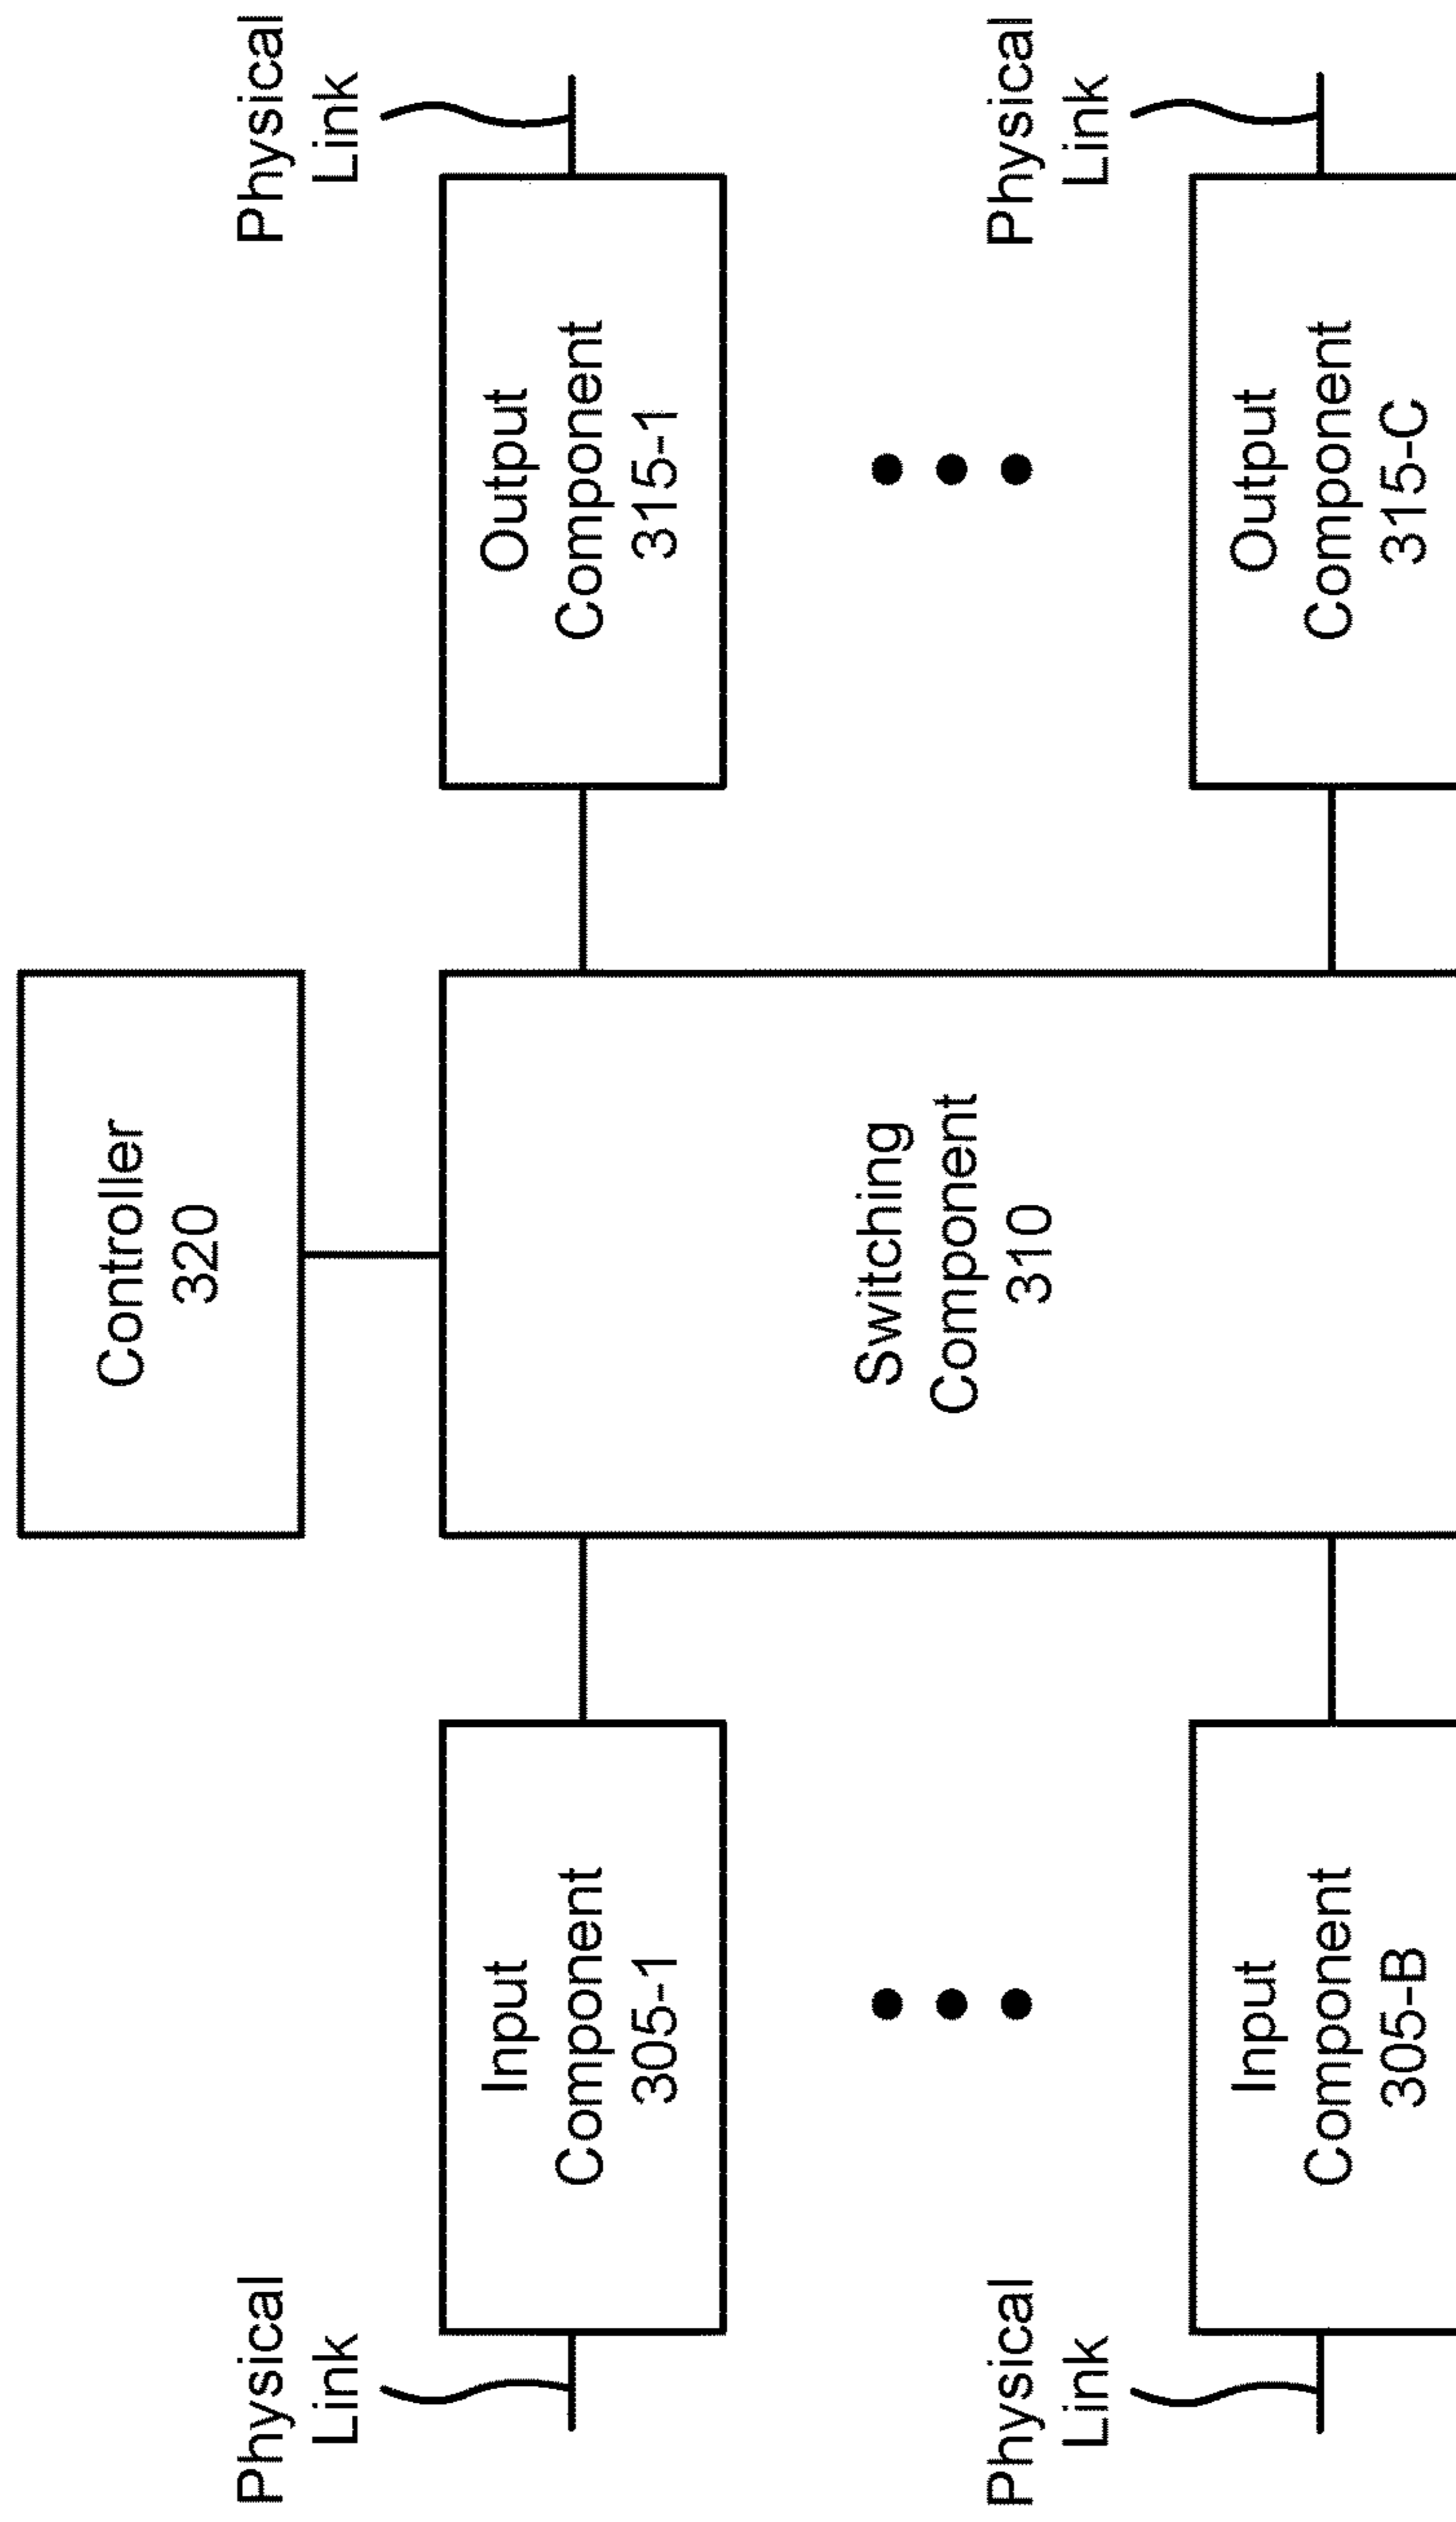 Controller
320
Physical
Link
Input
Component
305-1
Switching
Component
310
Output
Component
315-1
Physical
Link
Physical
Link
Input
Component
305-B
Output
Component
315-C
Physical
Link